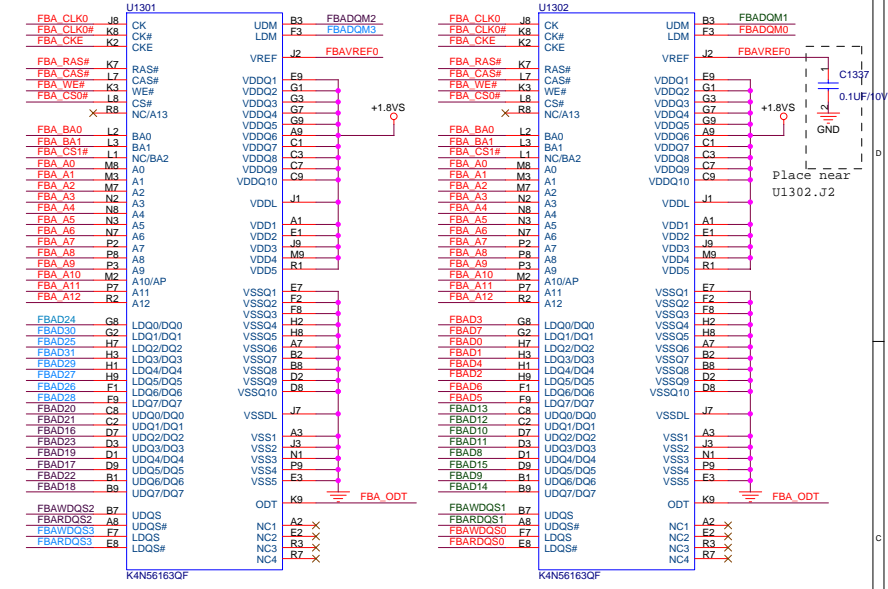 U1301
FBA_CLK0 J8 CK UDM B3 FBADQM2
FBA_CLK0# K8 CK# LDM F3 FBADQM3
FBA_CKE K2 CKE
VREF J2 FBAVREF0
FBA_RAS# K7 RAS#
FBA_CAS# L7 CAS# VDDQ1 E9
FBA_WE# K3 WE# VDDQ2 G1
FBA_CS0# L8 CS# VDDQ3 G3
R8 NC/A13 VDDQ4 G7
VDDQ5 G9
+1.8VS
FBA_BA0 L2 BA0 VDDQ6 A9
FBA_BA1 L3 BA1 VDDQ7 C1
FBA_CS1# L1 NC/BA2 VDDQ8 C3
FBA_A0 M8 A0 VDDQ9 C7
FBA_A1 M3 A1 VDDQ10 C9
FBA_A2 M7 A2
FBA_A3 N2 A3 VDDL J1
FBA_A4 N8 A4
FBA_A5 N3 A5 VDD1 A1
FBA_A6 N7 A6 VDD2 E1
FBA_A7 P2 A7 VDD3 J9
FBA_A8 P8 A8 VDD4 M9
FBA_A9 P3 A9 VDD5 R1
FBA_A10 M2 A10/AP
FBA_A11 P7 A11 VSSQ1 E7
FBA_A12 R2 A12 VSSQ2 F2
VSSQ3 F8
FBAD24 G8 LDQ0/DQ0 VSSQ4 H2
FBAD30 G2 LDQ1/DQ1 VSSQ5 H8
FBAD25 H7 LDQ2/DQ2 VSSQ6 A7
FBAD31 H3 LDQ3/DQ3 VSSQ7 B2
FBAD29 H1 LDQ4/DQ4 VSSQ8 B8
FBAD27 H9 LDQ5/DQ5 VSSQ9 D2
FBAD26 F1 LDQ6/DQ6 VSSQ10 D8
FBAD28 F9 LDQ7/DQ7
FBAD20 C8 UDQ0/DQ0 VSSDL J7
FBAD21 C2 UDQ1/DQ1
FBAD16 D7 UDQ2/DQ2 VSS1 A3
FBAD23 D3 UDQ3/DQ3 VSS2 J3
FBAD19 D1 UDQ4/DQ4 VSS3 N1
FBAD17 D9 UDQ5/DQ5 VSS4 P9
FBAD22 B1 UDQ6/DQ6 VSS5 E3
FBAD18 B9 UDQ7/DQ7
ODT K9 FBA_ODT
FBAWDQS2 B7 UDQS
FBARDQS2 A8 UDQS# NC1 A2
FBAWDQS3 F7 LDQS NC2 E2
FBARDQS3 E8 LDQS# NC3 R3
NC4 R7
K4N56163QF
U1302
FBA_CLK0 J8 CK UDM B3 FBADQM1
FBA_CLK0# K8 CK# LDM F3 FBADQM0
FBA_CKE K2 CKE
VREF J2 FBAVREF0
FBA_RAS# K7 RAS#
FBA_CAS# L7 CAS# VDDQ1 E9
FBA_WE# K3 WE# VDDQ2 G1
FBA_CS0# L8 CS# VDDQ3 G3
R8 NC/A13 VDDQ4 G7
VDDQ5 G9
+1.8VS
FBA_BA0 L2 BA0 VDDQ6 A9
FBA_BA1 L3 BA1 VDDQ7 C1
FBA_CS1# L1 NC/BA2 VDDQ8 C3
FBA_A0 M8 A0 VDDQ9 C7
FBA_A1 M3 A1 VDDQ10 C9
FBA_A2 M7 A2
FBA_A3 N2 A3 VDDL J1
FBA_A4 N8 A4
FBA_A5 N3 A5 VDD1 A1
FBA_A6 N7 A6 VDD2 E1
FBA_A7 P2 A7 VDD3 J9
FBA_A8 P8 A8 VDD4 M9
FBA_A9 P3 A9 VDD5 R1
FBA_A10 M2 A10/AP
FBA_A11 P7 A11 VSSQ1 E7
FBA_A12 R2 A12 VSSQ2 F2
VSSQ3 F8
FBAD3 G8 LDQ0/DQ0 VSSQ4 H2
FBAD7 G2 LDQ1/DQ1 VSSQ5 H8
FBAD0 H7 LDQ2/DQ2 VSSQ6 A7
FBAD1 H3 LDQ3/DQ3 VSSQ7 B2
FBAD4 H1 LDQ4/DQ4 VSSQ8 B8
FBAD2 H9 LDQ5/DQ5 VSSQ9 D2
FBAD6 F1 LDQ6/DQ6 VSSQ10 D8
FBAD5 F9 LDQ7/DQ7
FBAD13 C8 UDQ0/DQ0 VSSDL J7
FBAD12 C2 UDQ1/DQ1
FBAD10 D7 UDQ2/DQ2 VSS1 A3
FBAD11 D3 UDQ3/DQ3 VSS2 J3
FBAD8 D1 UDQ4/DQ4 VSS3 N1
FBAD15 D9 UDQ5/DQ5 VSS4 P9
FBAD9 B1 UDQ6/DQ6 VSS5 E3
FBAD14 B9 UDQ7/DQ7
ODT K9 FBA_ODT
FBAWDQS1 B7 UDQS
FBARDQS1 A8 UDQS# NC1 A2
FBAWDQS0 F7 LDQS NC2 E2
FBARDQS0 E8 LDQS# NC3 R3
NC4 R7
K4N56163QF
1
C1337
0.1UF/10V
2
GND
Place near
U1302.J2
D
C